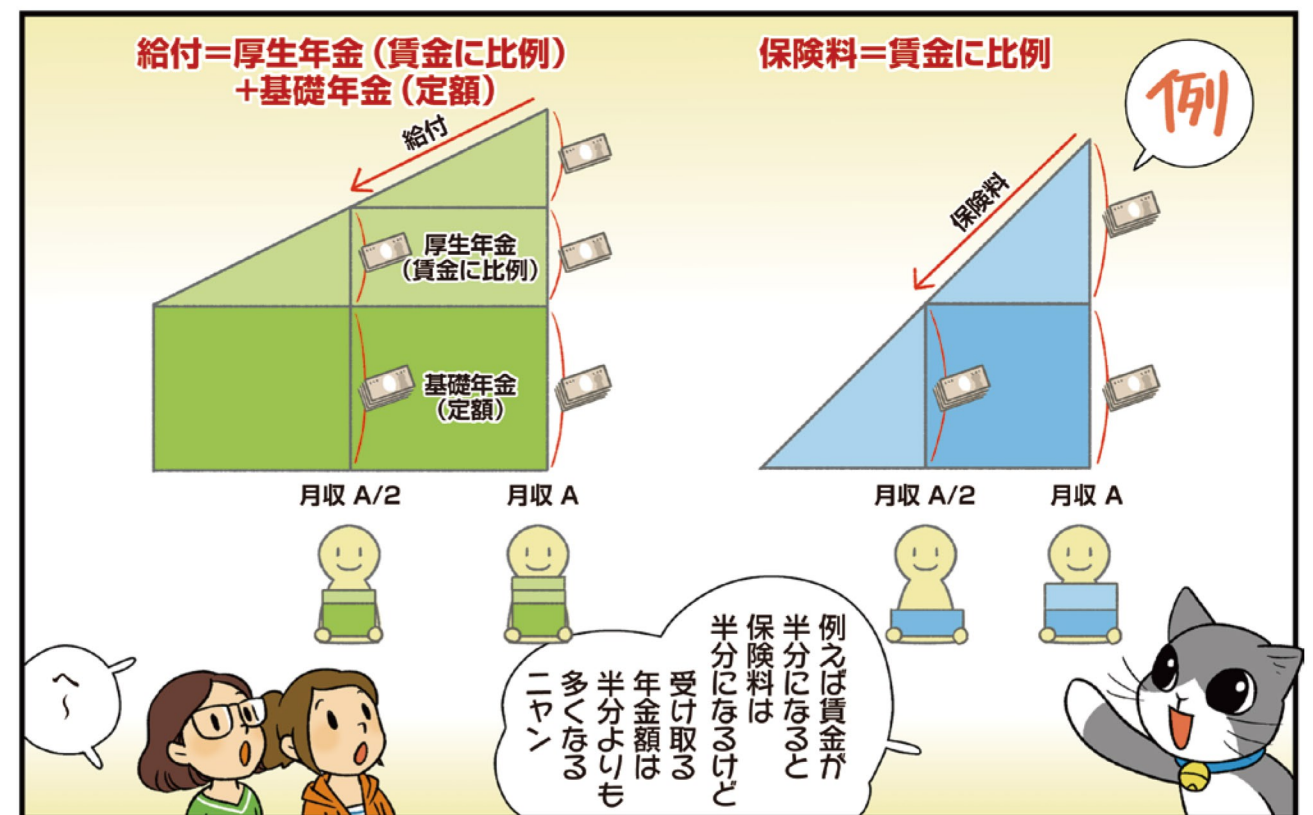 給付＝厚生年金（賃金に比例）
＋基礎年金（定額）
給付
厚生年金
（賃金に比例）
基礎年金
（定額）
月収 A/2
月収 A
保険料＝賃金に比例
例
保険料
月収 A/2
月収 A
例えば賃金が
半分になると
保険料は
半分になるけど
受け取る
年金額は
半分よりも
多くなる
ニャン
へ～